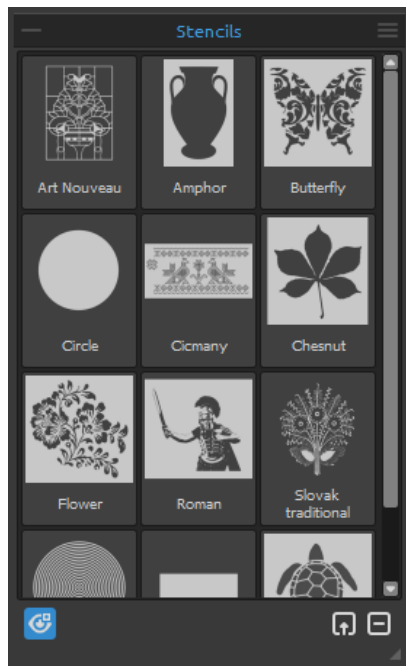 Stencils
Art Nouveau
Amphor
Butterfly
Circle
Cicmany
Chesnut
Flower
Roman
Slovak
traditional